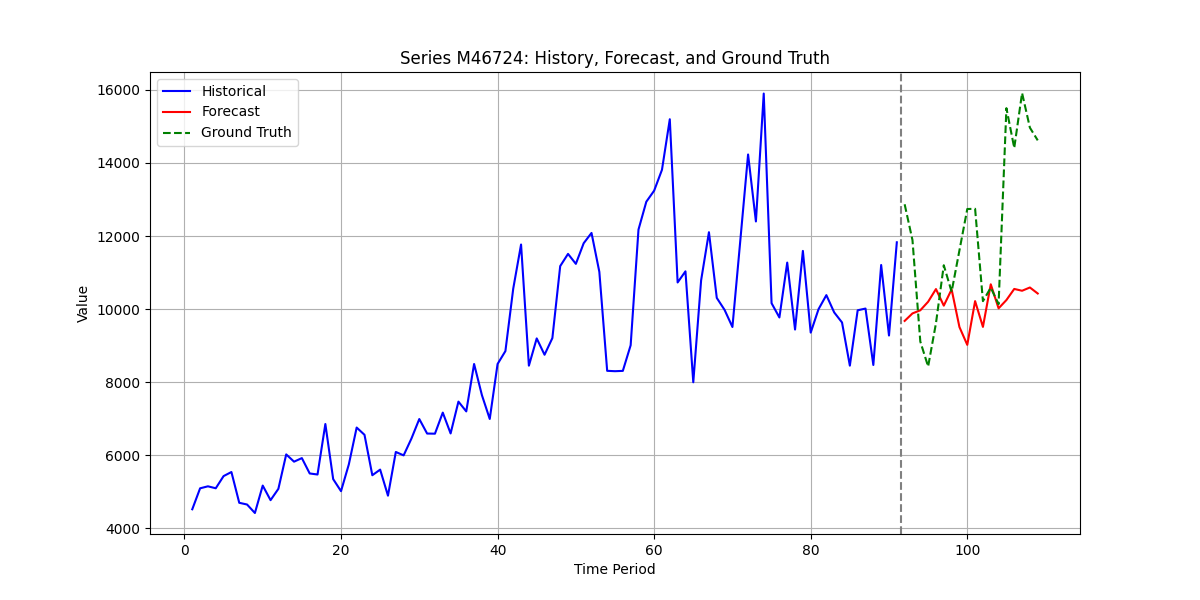 Series M46724: History, Forecast, and Ground Truth
Historical
Forecast
Ground Truth
16000
14000
12000
10000
8000
6000
4000
Value
0 20 40 60 80 100
Time Period